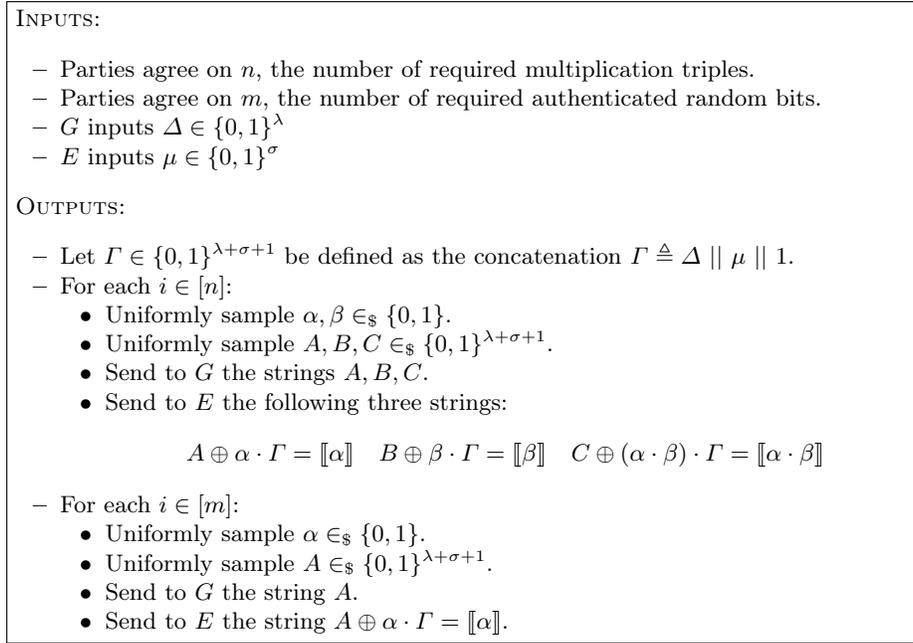 INPUTS:
– Parties agree on n, the number of required multiplication triples.
– Parties agree on m, the number of required authenticated random bits.
– G inputs Δ ∈ {0, 1}^λ
– E inputs μ ∈ {0, 1}^σ
OUTPUTS:
– Let Γ ∈ {0, 1}^{λ+σ+1} be defined as the concatenation Γ ≜ Δ || μ || 1.
– For each i ∈ [n]:
• Uniformly sample α, β ∈_$ {0, 1}.
• Uniformly sample A, B, C ∈_$ {0, 1}^{λ+σ+1}.
• Send to G the strings A, B, C.
• Send to E the following three strings:
A ⊕ α · Γ = ⟦α⟧ B ⊕ β · Γ = ⟦β⟧ C ⊕ (α · β) · Γ = ⟦α · β⟧
– For each i ∈ [m]:
• Uniformly sample α ∈_$ {0, 1}.
• Uniformly sample A ∈_$ {0, 1}^{λ+σ+1}.
• Send to G the string A.
• Send to E the string A ⊕ α · Γ = ⟦α⟧.